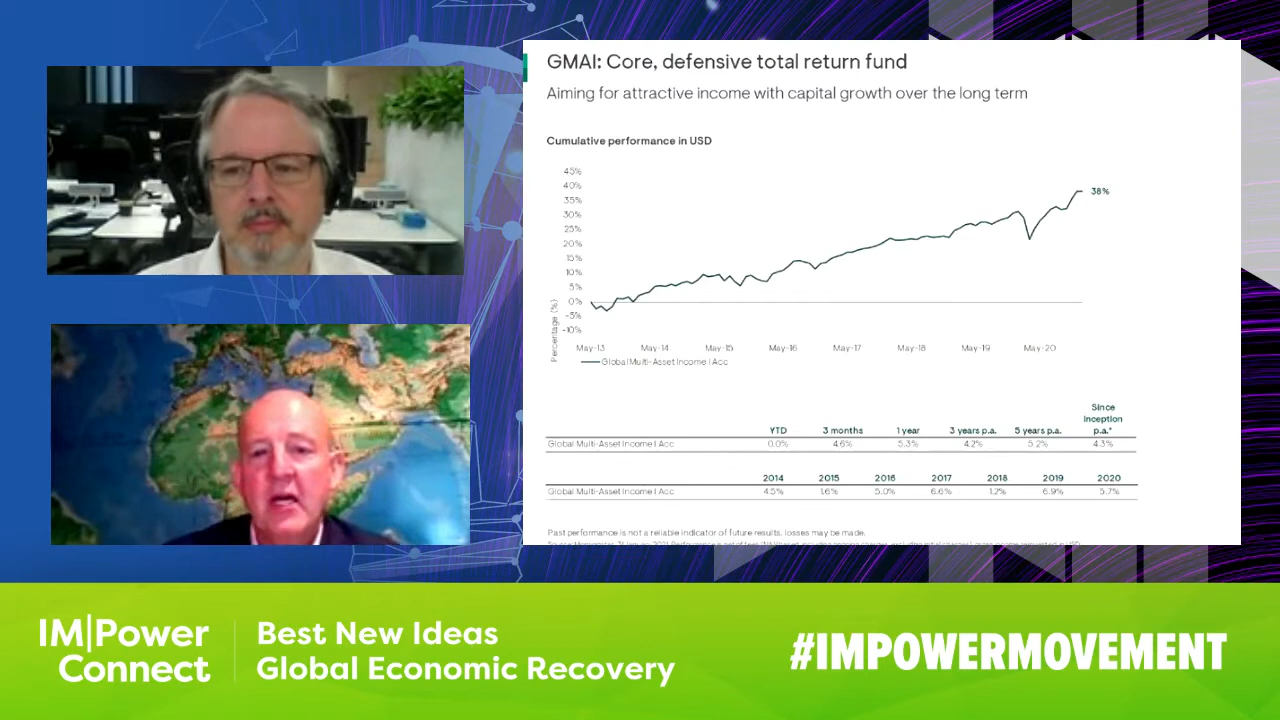 GMAI: Core, defensive total return fund
Aiming for attractive income with capital growth over the long term
Cumulative performance in USD
45%
40%
35%
30%
25%
20%
15%
10%
5%
0%
-5%
-10%
Percentage (%)
38%
May-13 May-14 May-15 May-16 May-17 May-18 May-19 May-20
Global Multi-Asset Income I Acc
YTD 3 months 1 year 3 years p.a. 5 years p.a. Since inception p.a.*
Global Multi-Asset Income I Acc 0.0% 4.6% 5.3% 4.2% 5.2% 4.3%
2014 2015 2016 2017 2018 2019 2020
Global Multi-Asset Income I Acc 4.5% 1.6% 5.0% 6.6% 1.2% 6.9% 5.7%
Past performance is not a reliable indicator of future results, losses may be made.
IM|Power
Connect
Best New Ideas
Global Economic Recovery
#IMPOWERMOVEMENT